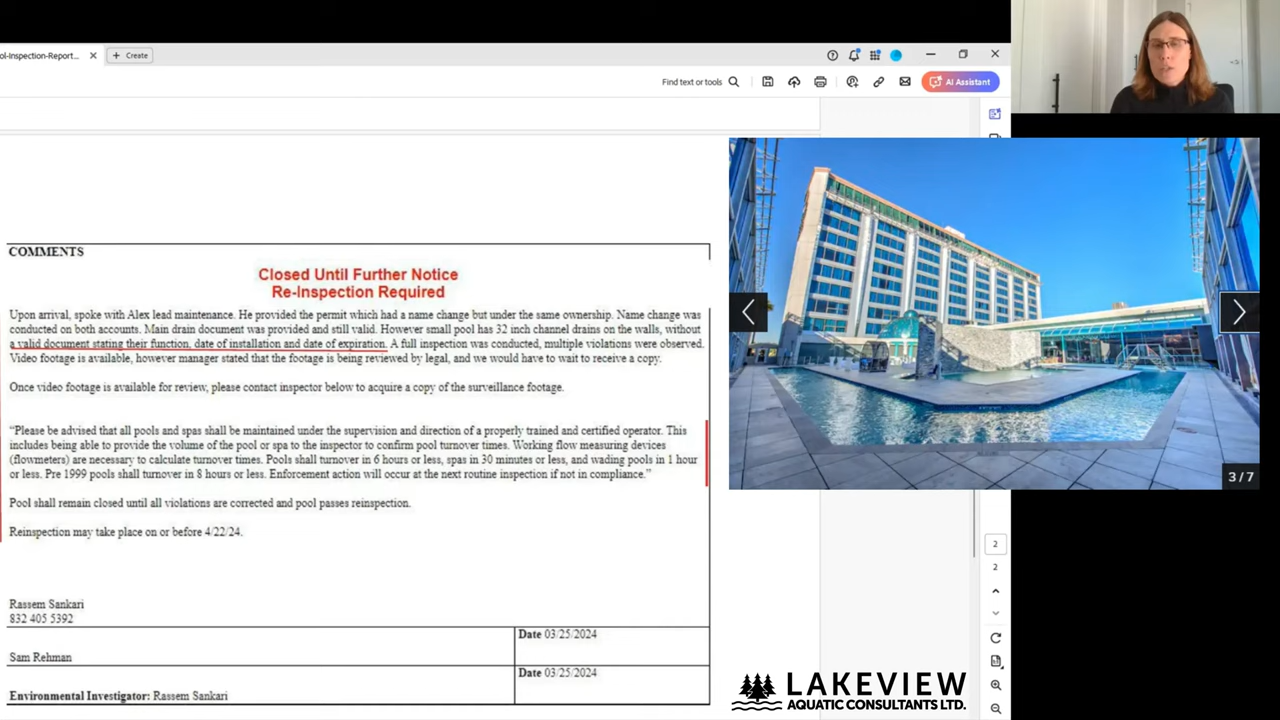 ol-Inspection-Report...
Create
Find text or tools
AI Assistant
COMMENTS
Closed Until Further Notice
Re-Inspection Required
Upon arrival, spoke with Alex lead maintenance. He provided the permit which had a name change but under the same ownership. Name change was
conducted on both accounts. Main drain document was provided and still valid. However small pool has 32 inch channel drains on the walls, without
a valid document stating their function, date of installation and date of expiration. A full inspection was conducted, multiple violations were observed.
Video footage is available, however manager stated that the footage is being reviewed by legal, and we would have to wait to receive a copy.
Once video footage is available for review, please contact inspector below to acquire a copy of the surveillance footage.
“Please be advised that all pools and spas shall be maintained under the supervision and direction of a properly trained and certified operator. This
includes being able to provide the volume of the pool or spa to the inspector to confirm pool turnover times. Working flow measuring devices
(flowmeters) are necessary to calculate turnover times. Pools shall turnover in 6 hours or less, spas in 30 minutes or less, and wading pools in 1 hour
or less. Pre 1999 pools shall turnover in 8 hours or less. Enforcement action will occur at the next routine inspection if not in compliance.”
Pool shall remain closed until all violations are corrected and pool passes reinspection.
Reinspection may take place on or before 4/22/24.
Rassem Sankari
832 405 5392
Date 03/25/2024
Sam Rehman
Date 03/25/2024
Environmental Investigator: Rassem Sankari
3/7
2
2
LAKEVIEW
AQUATIC CONSULTANTS LTD.